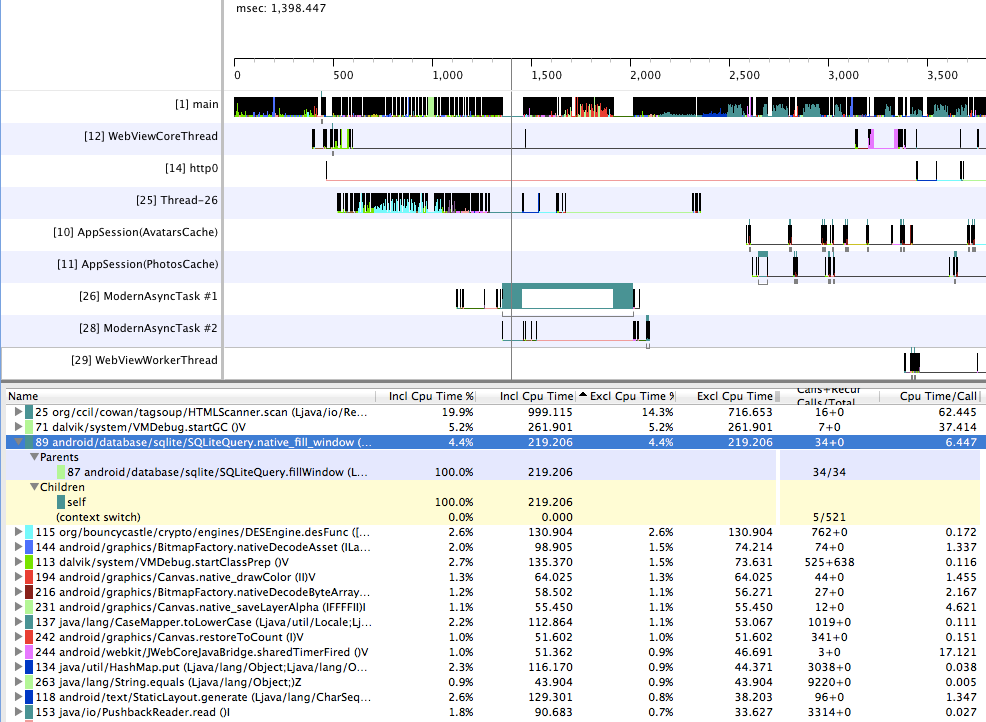 msec: 1,398.447
0 500 1,000 1,500 2,000 2,500 3,000 3,500
[1] main
[12] WebViewCoreThread
[14] http0
[25] Thread-26
[10] AppSession(AvatarsCache)
[11] AppSession(PhotosCache)
[26] ModernAsyncTask #1
[28] ModernAsyncTask #2
[29] WebViewWorkerThread
Name Incl Cpu Time % Incl Cpu Time Excl Cpu Time % Excl Cpu Time Calls+Recur Calls/Total Cpu Time/Call
25 org/ccil/cowan/tagsoup/HTMLScanner.scan (Ljava/io/Re... 19.9% 999.115 14.3% 716.653 16+0 62.445
71 dalvik/system/VMDebug.startGC ()V 5.2% 261.901 5.2% 261.901 7+0 37.414
89 android/database/sqlite/SQLiteQuery.native_fill_window (... 4.4% 219.206 4.4% 219.206 34+0 6.447
Parents
87 android/database/sqlite/SQLiteQuery.fillWindow (L... 100.0% 219.206 34/34
Children
self 100.0% 219.206
(context switch) 0.0% 0.000 5/521
115 org/bouncycastle/crypto/engines/DESEngine.desFunc ([... 2.6% 130.904 2.6% 130.904 762+0 0.172
144 android/graphics/BitmapFactory.nativeDecodeAsset (ILa... 2.0% 98.905 1.5% 74.214 74+0 1.337
113 dalvik/system/VMDebug.startClassPrep ()V 2.7% 135.370 1.5% 73.631 525+638 0.116
194 android/graphics/Canvas.native_drawColor (II)V 1.3% 64.025 1.3% 64.025 44+0 1.455
216 android/graphics/BitmapFactory.nativeDecodeByteArray... 1.2% 58.502 1.1% 56.271 27+0 2.167
231 android/graphics/Canvas.native_saveLayerAlpha (IFFFFII)I 1.1% 55.450 1.1% 55.450 12+0 4.621
137 java/lang/CaseMapper.toLowerCase (Ljava/util/Locale;Lj... 2.2% 112.864 1.1% 53.067 1019+0 0.111
242 android/graphics/Canvas.restoreToCount (I)V 1.0% 51.602 1.0% 51.602 341+0 0.151
244 android/webkit/JWebCoreJavaBridge.sharedTimerFired ()V 1.0% 51.362 0.9% 46.691 3+0 17.121
134 java/util/HashMap.put (Ljava/lang/Object;Ljava/lang/O... 2.3% 116.170 0.9% 44.371 3038+0 0.038
263 java/lang/String.equals (Ljava/lang/Object;)Z 0.9% 43.904 0.9% 43.904 9220+0 0.005
118 android/text/StaticLayout.generate (Ljava/lang/CharSeq... 2.6% 129.301 0.8% 38.203 96+0 1.347
153 java/io/PushbackReader.read ()I 1.8% 90.683 0.7% 33.627 3314+0 0.027